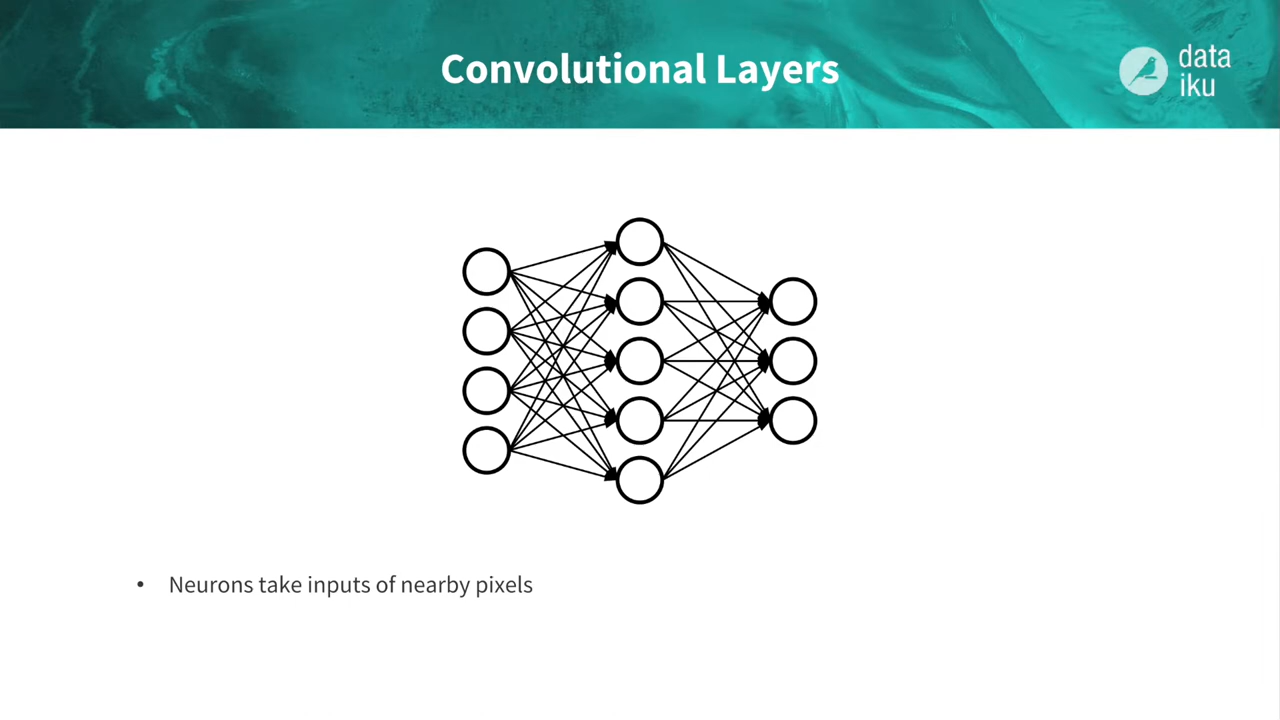 Convolutional Layers
data
iku
• Neurons take inputs of nearby pixels